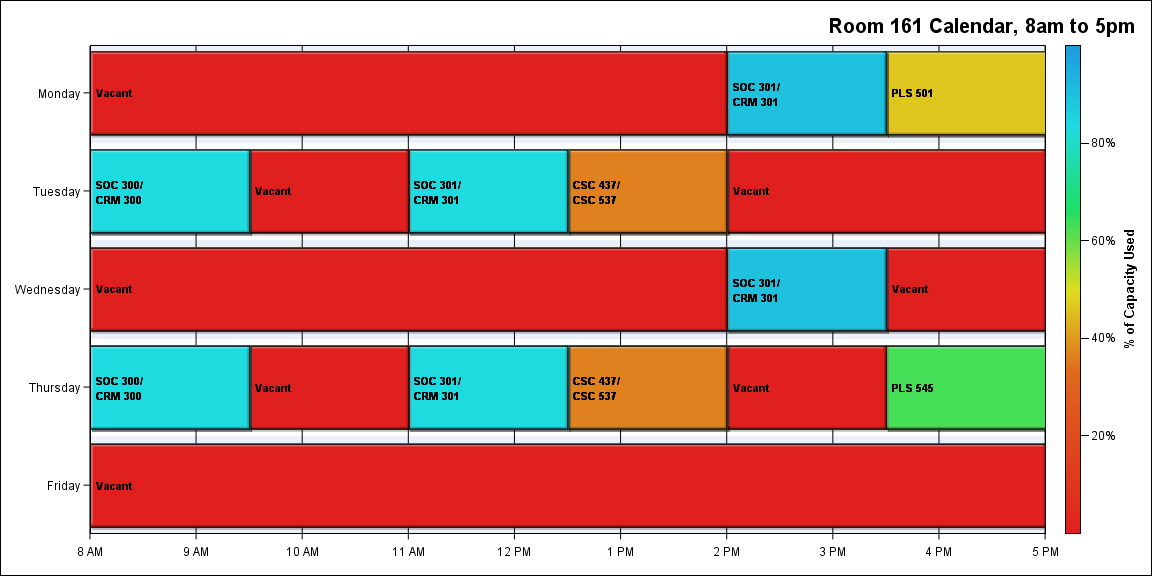 Room 161 Calendar, 8am to 5pm
Monday
Vacant
SOC 301/
CRM 301
PLS 501
Tuesday
SOC 300/
CRM 300
Vacant
SOC 301/
CRM 301
CSC 437/
CSC 537
Vacant
Wednesday
Vacant
SOC 301/
CRM 301
Vacant
Thursday
SOC 300/
CRM 300
Vacant
SOC 301/
CRM 301
CSC 437/
CSC 537
Vacant
PLS 545
Friday
Vacant
8 AM
9 AM
10 AM
11 AM
12 PM
1 PM
2 PM
3 PM
4 PM
5 PM
80%
60%
40%
20%
% of Capacity Used